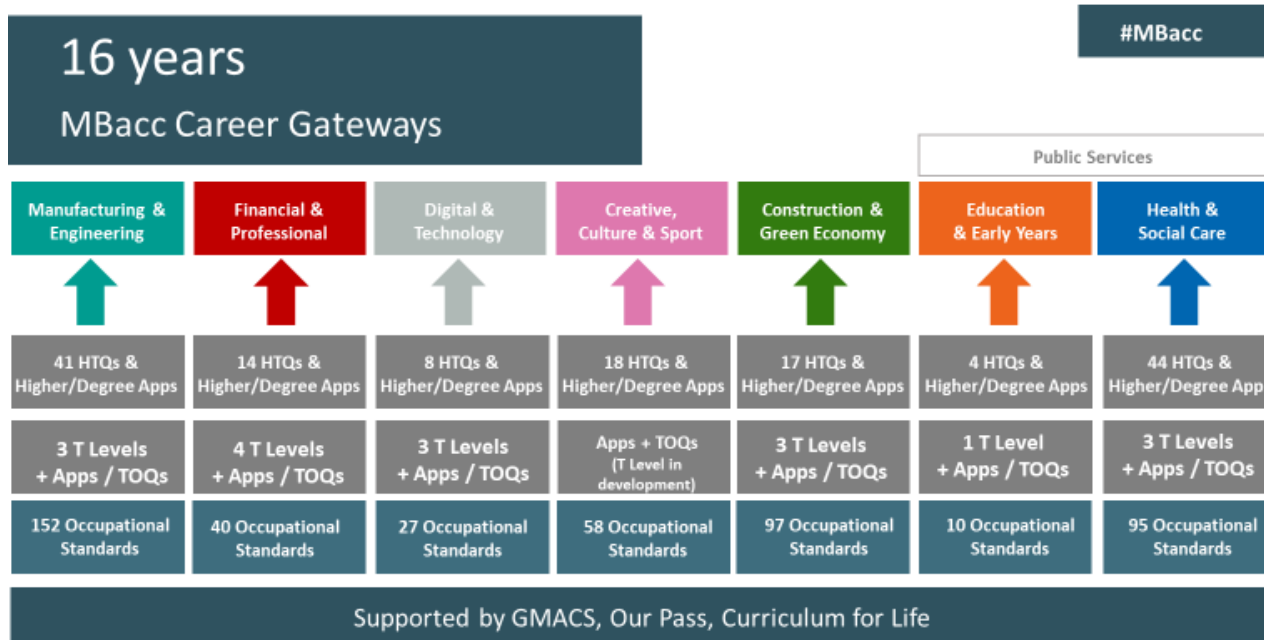 16 years
MBacc Career Gateways
#MBacc
Public Services
Manufacturing &
Engineering
Financial &
Professional
Digital &
Technology
Creative,
Culture & Sport
Construction &
Green Economy
Education
& Early Years
Health &
Social Care
41 HTQs &
Higher/Degree Apps
14 HTQs &
Higher/Degree Apps
8 HTQs &
Higher/Degree Apps
18 HTQs &
Higher/Degree Apps
17 HTQs &
Higher/Degree Apps
4 HTQs &
Higher/Degree Apps
44 HTQs &
Higher/Degree App
3 T Levels
+ Apps / TOQs
4 T Levels
+ Apps / TOQs
3 T Levels
+ Apps / TOQs
Apps + TOQs
(T Level in
development)
3 T Levels
+ Apps / TOQs
1 T Level
+ Apps / TOQs
3 T Levels
+ Apps / TOQs
152 Occupational
Standards
40 Occupational
Standards
27 Occupational
Standards
58 Occupational
Standards
97 Occupational
Standards
10 Occupational
Standards
95 Occupational
Standards
Supported by GMACS, Our Pass, Curriculum for Life